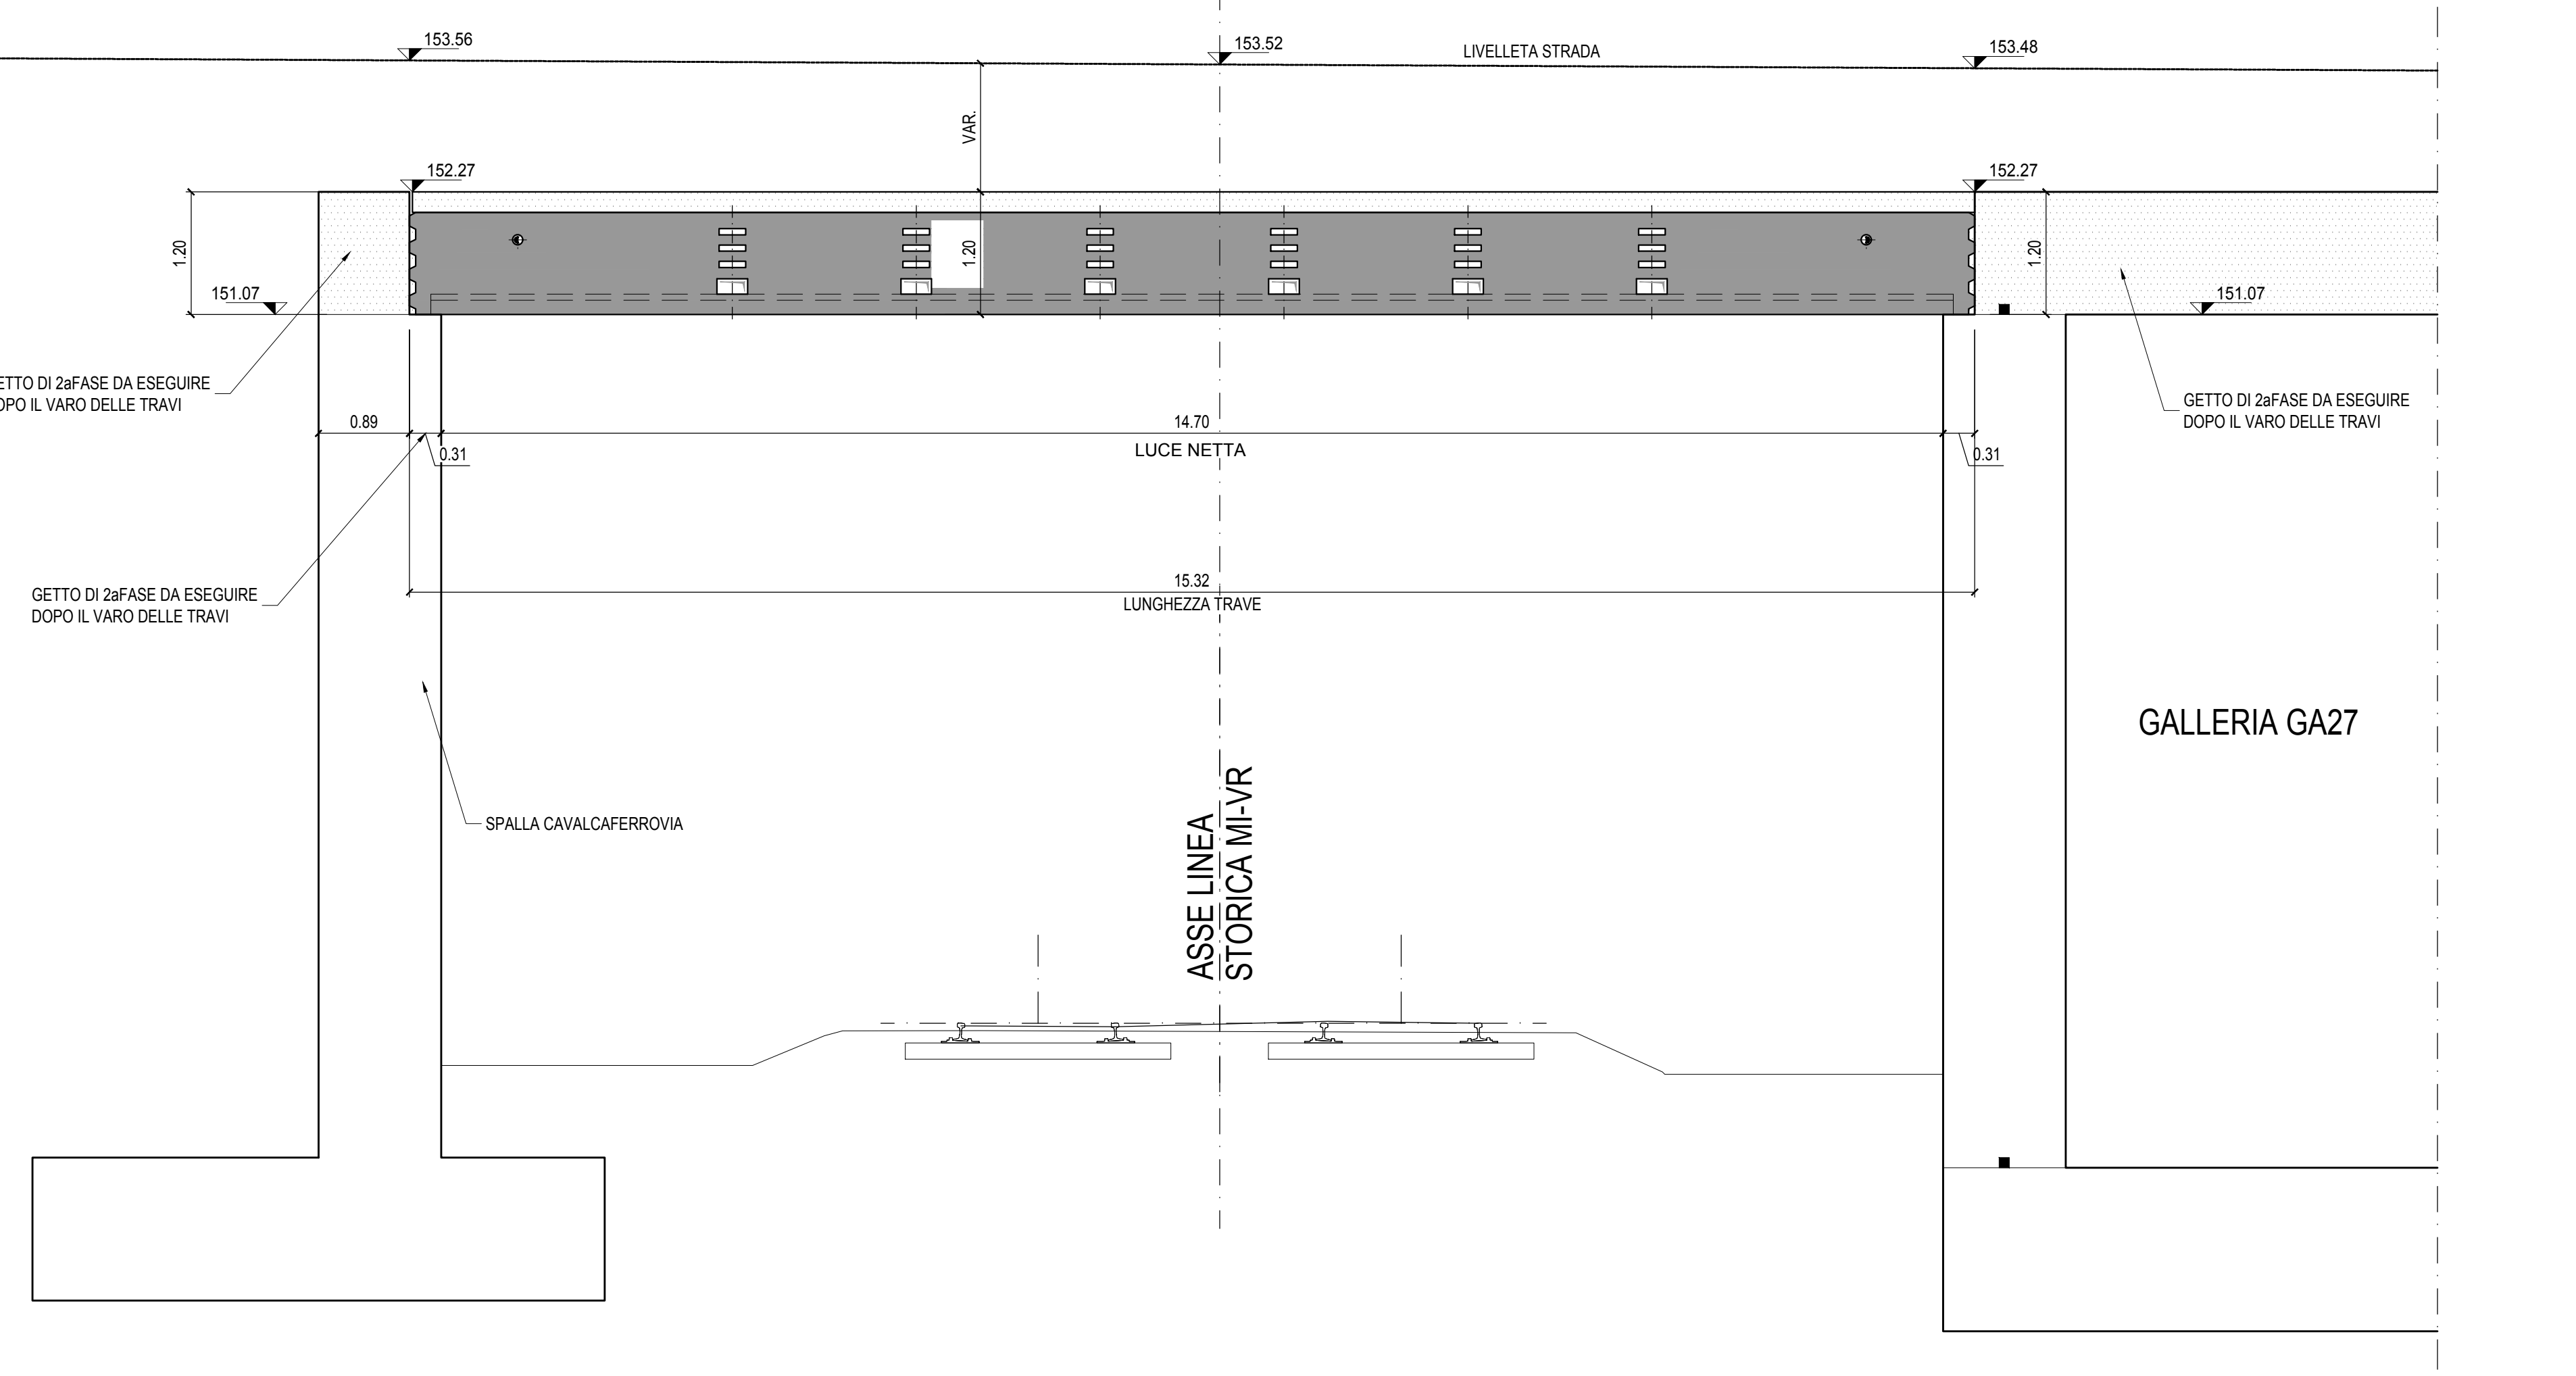 153.56
153.52
LIVELLETA STRADA
153.48
VAR.
152.27
152.27
1.20
1.20
1.20
151.07
151.07
ETTO DI 2aFASE DA ESEGUIRE
OPO IL VARO DELLE TRAVI
GETTO DI 2aFASE DA ESEGUIRE
DOPO IL VARO DELLE TRAVI
0.89
14.70
0.31
LUCE NETTA
0.31
15.32
LUNGHEZZA TRAVE
GETTO DI 2aFASE DA ESEGUIRE
DOPO IL VARO DELLE TRAVI
GALLERIA GA27
SPALLA CAVALCAFERROVIA
ASSE LINEA
STORICA MI-VR